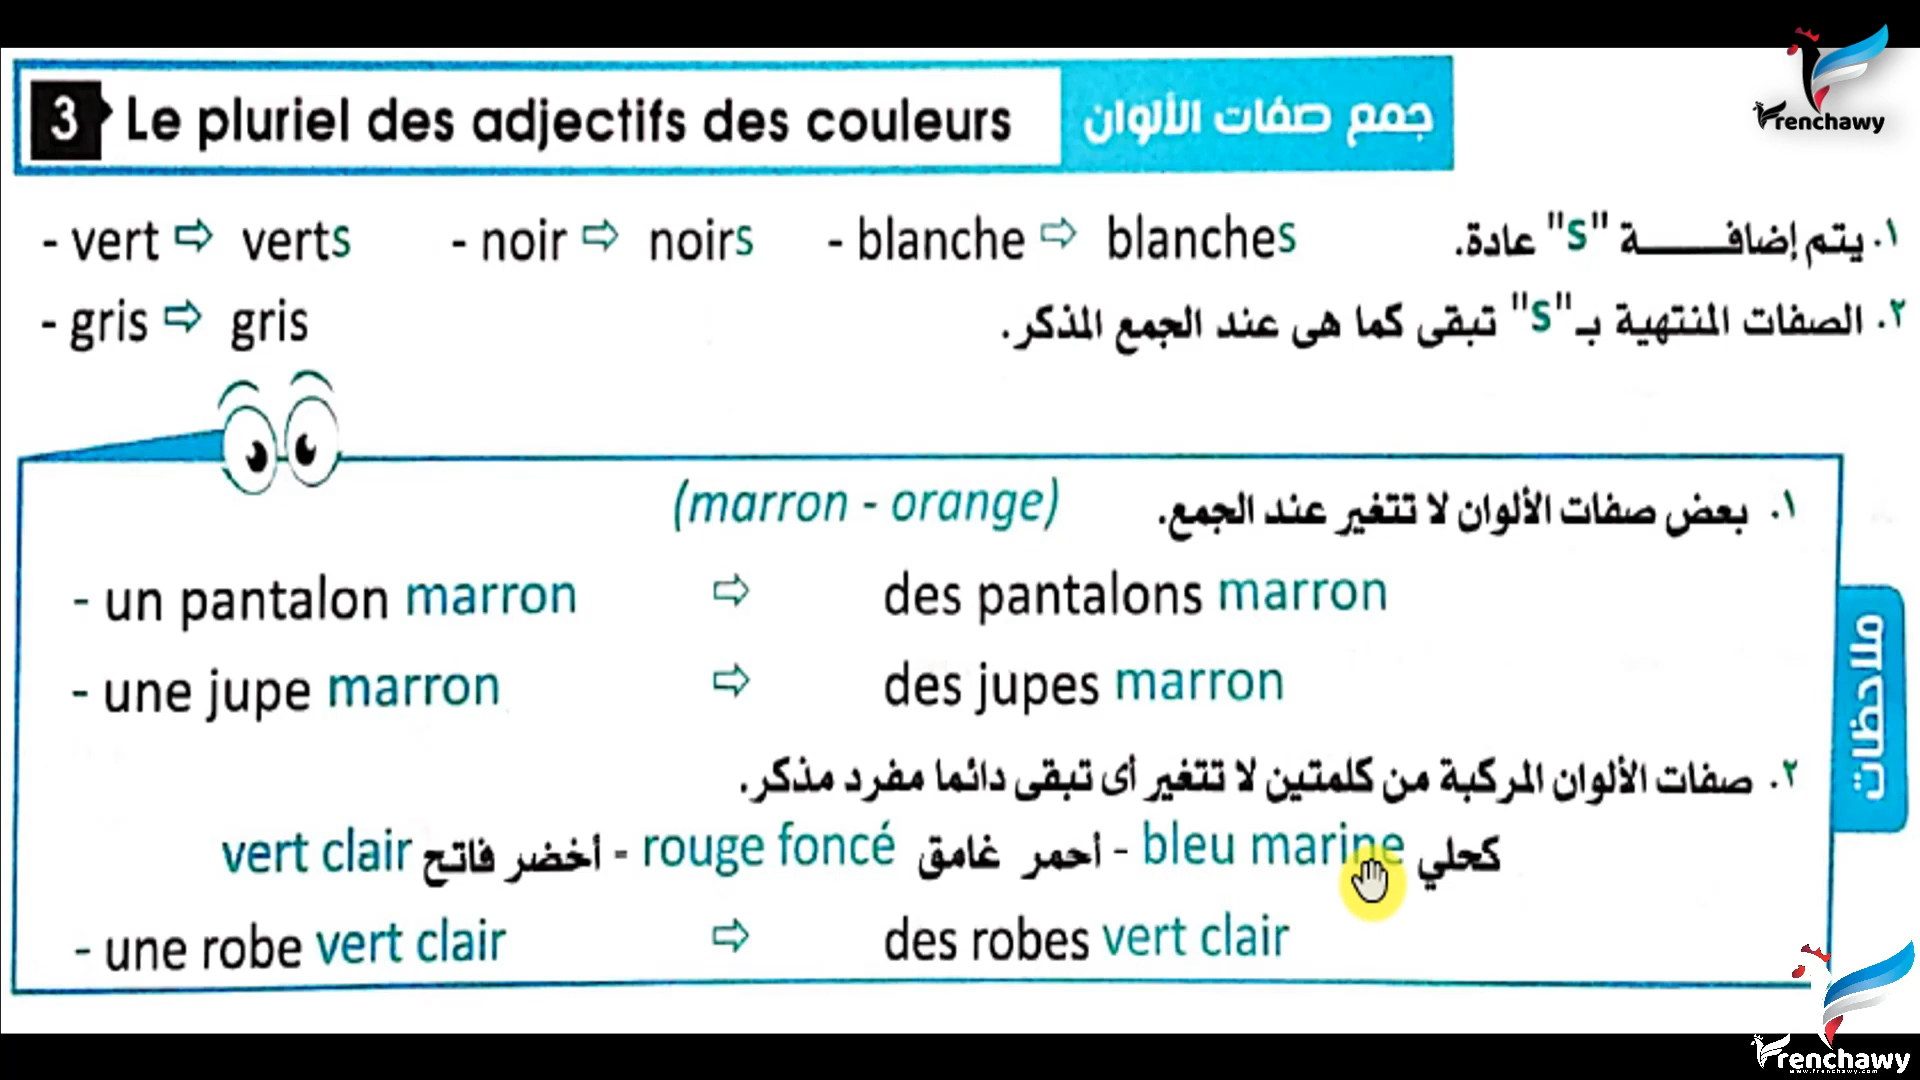 3 Le pluriel des adjectifs des couleurs جمع صفات الألوان
Frenchawy
- vert ⇨ verts - noir ⇨ noirs - blanche ⇨ blanches ١. يتم إضافـــــــة "s" عادة.
- gris ⇨ gris ٢. الصفات المنتهية بـ "s" تبقى كما هى عند الجمع المذكر.
١. بعض صفات الألوان لا تتغير عند الجمع. (marron - orange)
- un pantalon marron ⇨ des pantalons marron
- une jupe marron ⇨ des jupes marron
ملاحظات
٢. صفات الألوان المركبة من كلمتين لا تتغير أى تبقى دائما مفرد مذكر.
كحلي bleu marine - أحمر غامق rouge foncé - أخضر فاتح vert clair
- une robe vert clair ⇨ des robes vert clair
Frenchawy
www.frenchawy.com